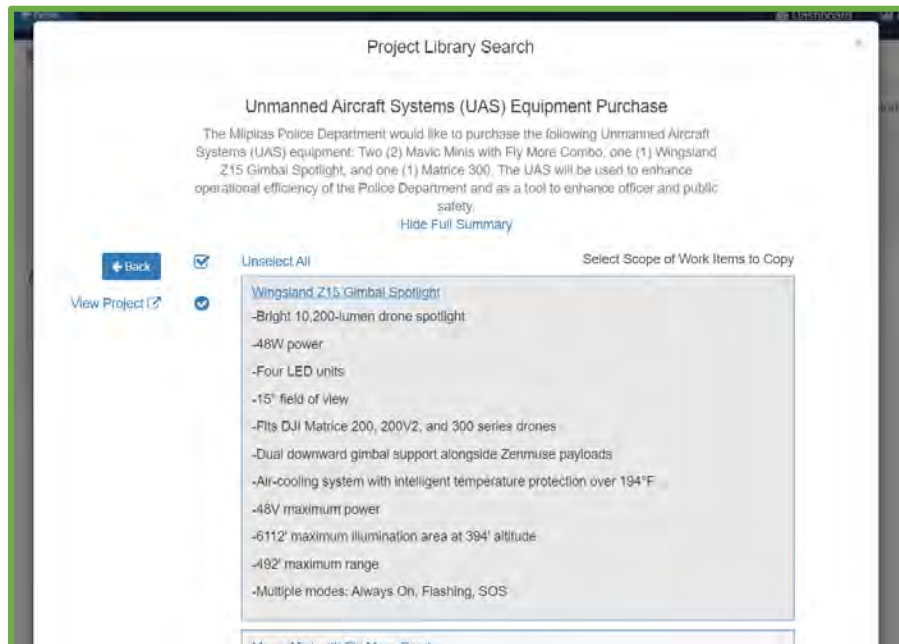 Dashboard
Project Library Search
×
Unmanned Aircraft Systems (UAS) Equipment Purchase
The Milpitas Police Department would like to purchase the following Unmanned Aircraft
Systems (UAS) equipment: Two (2) Mavic Minis with Fly More Combo, one (1) Wingsland
Z15 Gimbal Spotlight, and one (1) Matrice 300. The UAS will be used to enhance
operational efficiency of the Police Department and as a tool to enhance officer and public
safety.
Hide Full Summary
Back
Unselect All
Select Scope of Work Items to Copy
View Project
Wingsland Z15 Gimbal Spotlight
-Bright 10,200-lumen drone spotlight
-48W power
-Four LED units
-15° field of view
-Fits DJI Matrice 200, 200V2, and 300 series drones
-Dual downward gimbal support alongside Zenmuse payloads
-Air-cooling system with intelligent temperature protection over 194°F
-48V maximum power
-6112' maximum illumination area at 394' altitude
-492' maximum range
-Multiple modes: Always On, Flashing, SOS